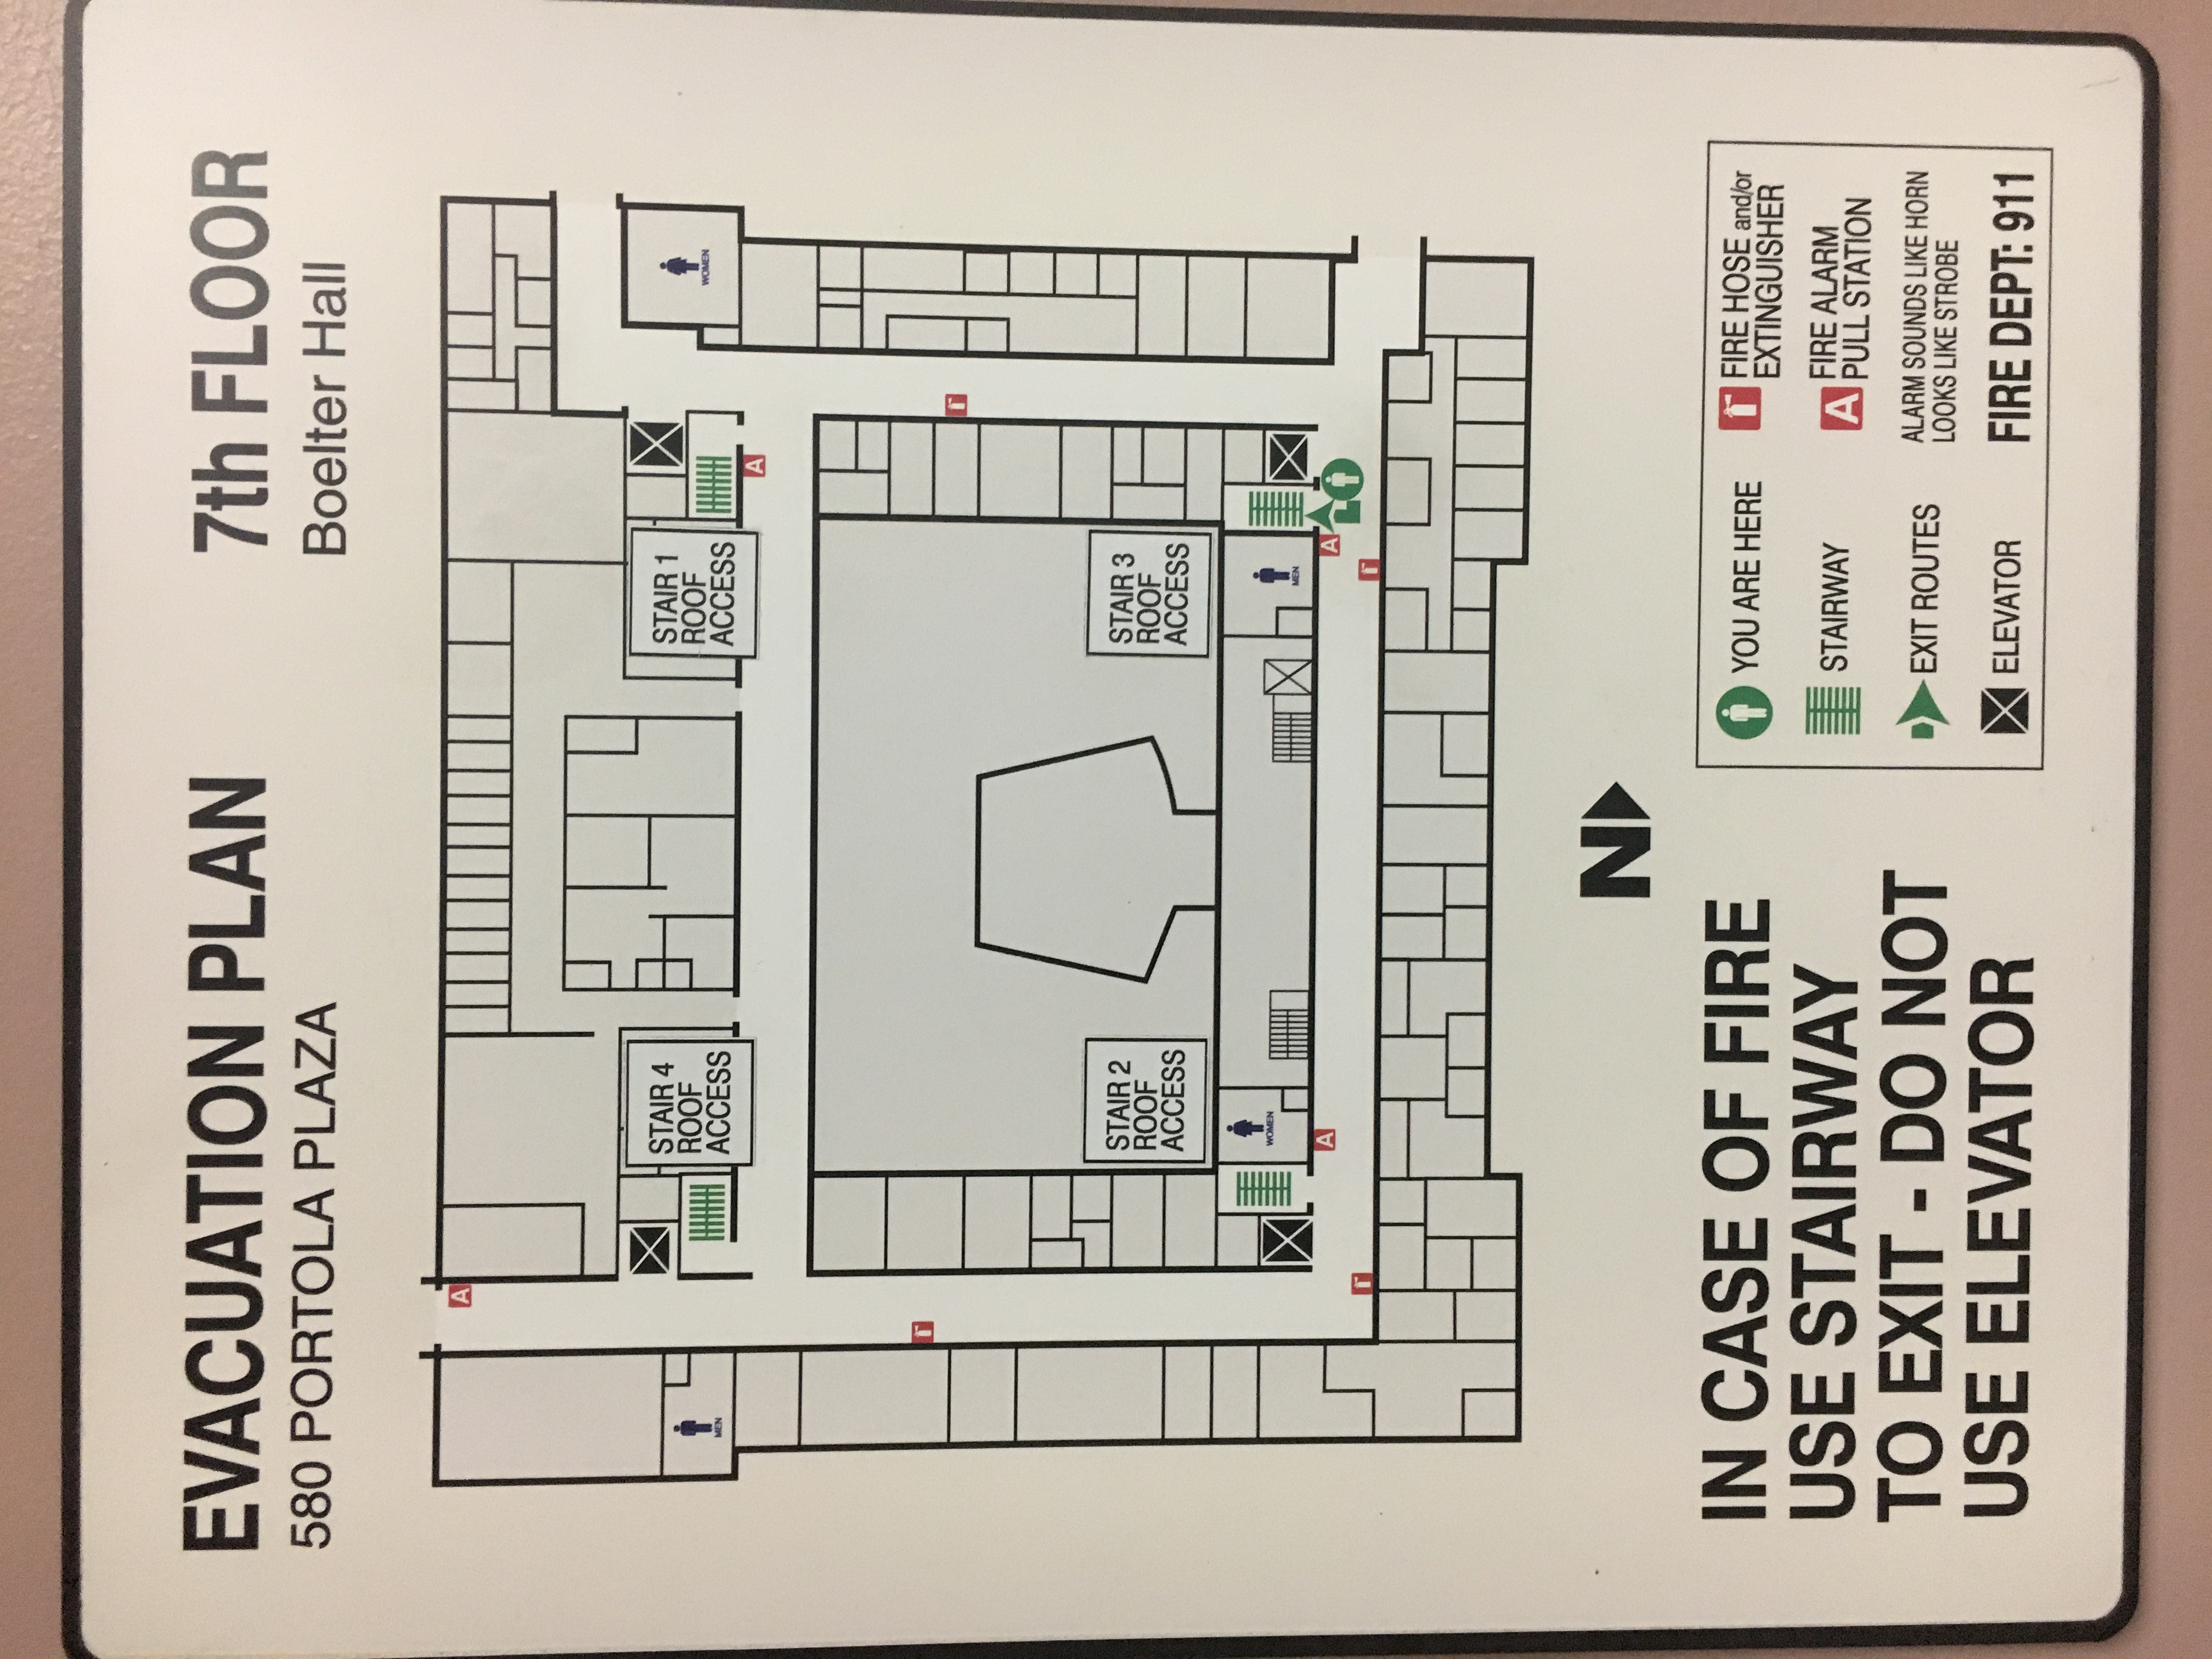 EVACUATION PLAN
580 PORTOLA PLAZA
7th FLOOR
Boelter Hall
A
STAIR 4
ROOF
ACCESS
STAIR 1
ROOF
ACCESS
MEN
WOMEN
A
STAIR 2
ROOF
ACCESS
STAIR 3
ROOF
ACCESS
WOMEN
MEN
A
A
N
IN CASE OF FIRE
USE STAIRWAY
TO EXIT - DO NOT
USE ELEVATOR
YOU ARE HERE
STAIRWAY
EXIT ROUTES
ELEVATOR
FIRE HOSE and/or
EXTINGUISHER
A
FIRE ALARM
PULL STATION
ALARM SOUNDS LIKE HORN
LOOKS LIKE STROBE
FIRE DEPT: 911